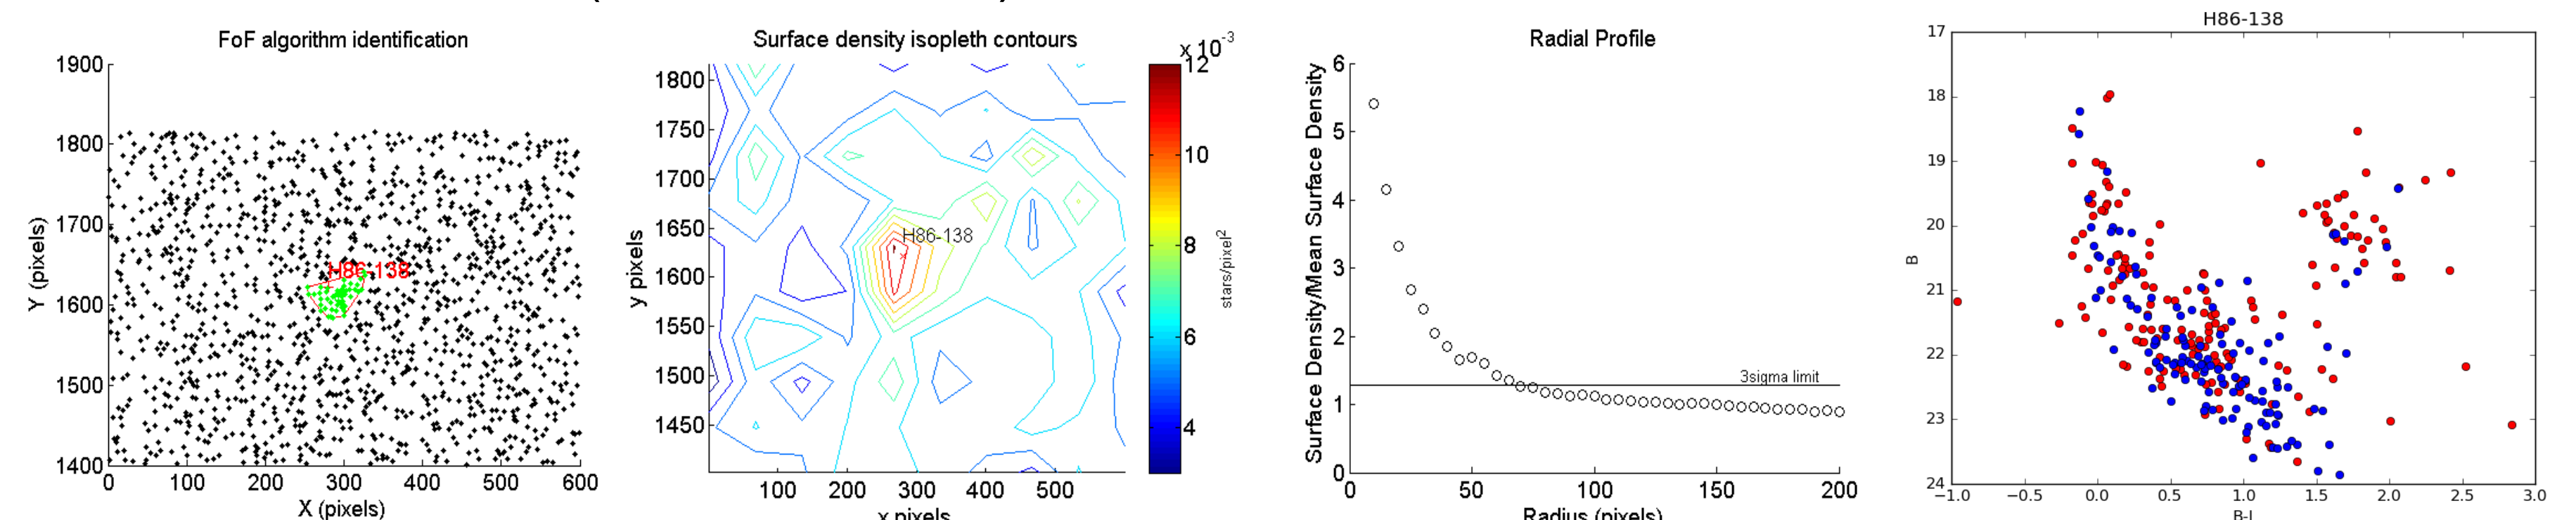 FoF algorithm identification
1900
1800
1700
1600
1500
1400
Y (pixels)
H86-138
0 100 200 300 400 500 600
X (pixels)
Surface density isopleth contours
1800
1750
1700
1650
1600
1550
1500
1450
y pixels
H86-138
100 200 300 400 500
x pixels
x 10-3
12
10
8
6
4
stars/pixel2
Radial Profile
6
5
4
3
2
1
0
Surface Density/Mean Surface Density
3sigma limit
0 50 100 150 200
Radius (pixels)
H86-138
17
18
19
20
21
22
23
24
B
−1.0 −0.5 0.0 0.5 1.0 1.5 2.0 2.5 3.0